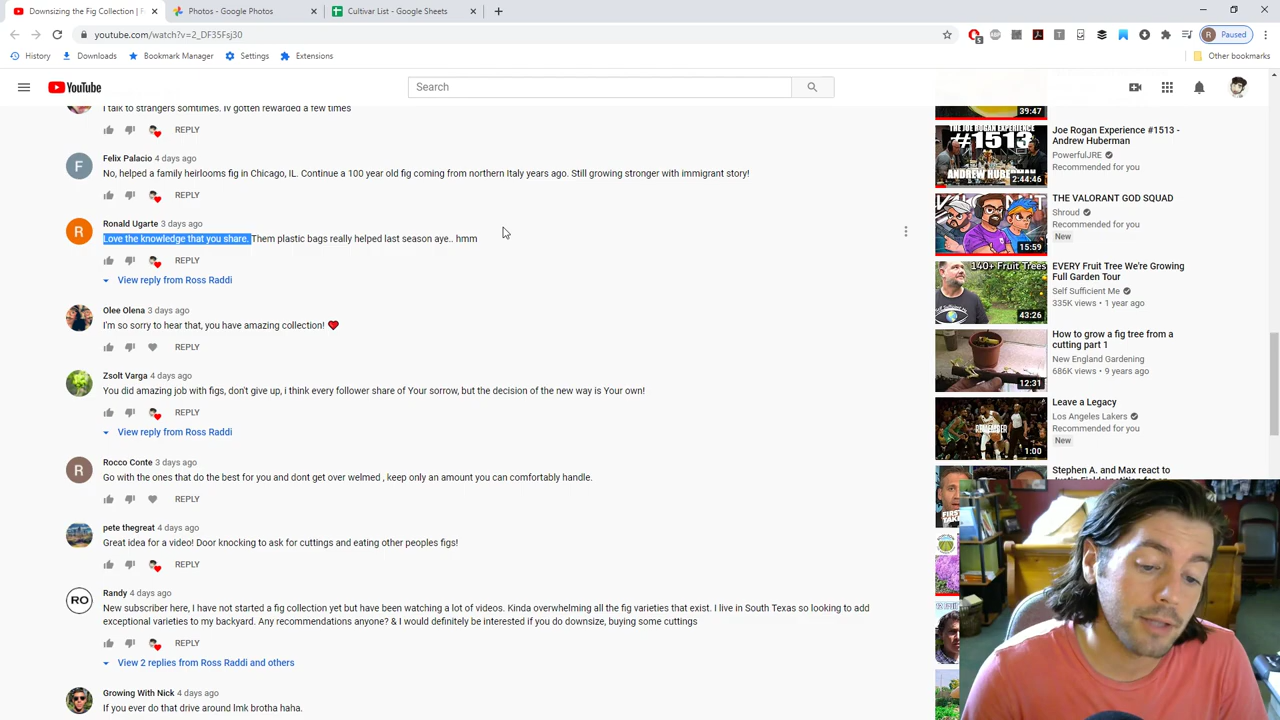 Downsizing the Fig Collection | F
Photos - Google Photos
Cultivar List - Google Sheets
youtube.com/watch?v=2_DF35Fsj30
Paused
History
Downloads
Bookmark Manager
Settings
Extensions
Other bookmarks
YouTube
Search
I talk to strangers somtimes. Iv gotten rewarded a few times
REPLY
Felix Palacio 4 days ago
No, helped a family heirlooms fig in Chicago, IL. Continue a 100 year old fig coming from northern Italy years ago. Still growing stronger with immigrant story!
REPLY
Ronald Ugarte 3 days ago
Love the knowledge that you share. Them plastic bags really helped last season aye.. hmm
REPLY
View reply from Ross Raddi
Olee Olena 3 days ago
I'm so sorry to hear that, you have amazing collection!
REPLY
Zsolt Varga 4 days ago
You did amazing job with figs, don't give up, i think every follower share of Your sorrow, but the decision of the new way is Your own!
REPLY
View reply from Ross Raddi
Rocco Conte 3 days ago
Go with the ones that do the best for you and dont get over welmed , keep only an amount you can comfortably handle.
REPLY
pete thegreat 4 days ago
Great idea for a video! Door knocking to ask for cuttings and eating other peoples figs!
REPLY
Randy 4 days ago
New subscriber here, I have not started a fig collection yet but have been watching a lot of videos. Kinda overwhelming all the fig varieties that exist. I live in South Texas so looking to add
exceptional varieties to my backyard. Any recommendations anyone? & I would definitely be interested if you do downsize, buying some cuttings
REPLY
View 2 replies from Ross Raddi and others
Growing With Nick 4 days ago
If you ever do that drive around lmk brotha haha.
39:47
THE JOE ROGAN EXPERIENCE
#1513
ANDREW HUBERMAN
2:44:46
Joe Rogan Experience #1513 -
Andrew Huberman
PowerfulJRE
Recommended for you
15:59
THE VALORANT GOD SQUAD
Shroud
Recommended for you
New
140+ Fruit Trees
43:26
EVERY Fruit Tree We're Growing
Full Garden Tour
Self Sufficient Me
335K views • 1 year ago
12:31
How to grow a fig tree from a
cutting part 1
New England Gardening
686K views • 9 years ago
1:00
Leave a Legacy
Los Angeles Lakers
Recommended for you
New
Stephen A. and Max react to
FIRST
TAKE